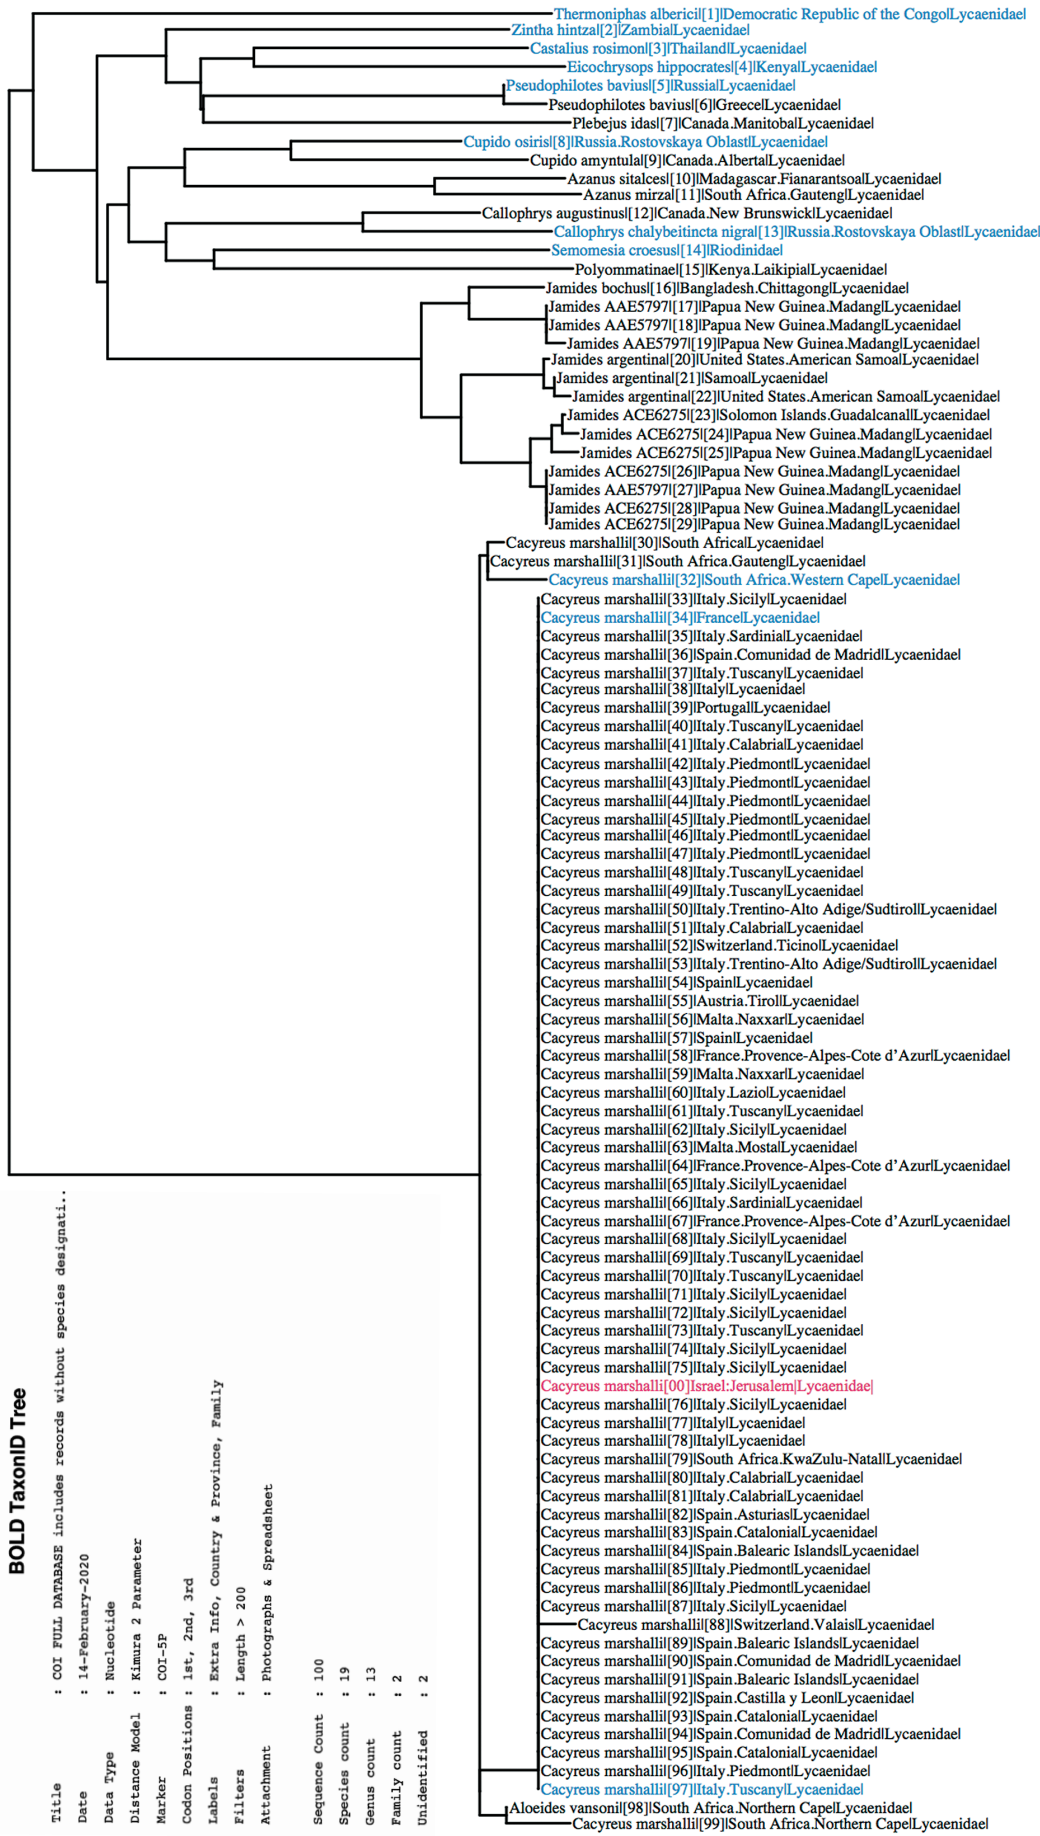 Thermoniphas alberici|[1]|Democratic Republic of the Congo|Lycaenidae|
Zintha hintza|[2]|Zambia|Lycaenidae|
Castalius rosimon|[3]|Thailand|Lycaenidae|
Eicochrysops hippocrates|[4]|Kenya|Lycaenidae|
Pseudophilotes bavius|[5]|Russia|Lycaenidae|
Pseudophilotes bavius|[6]|Greece|Lycaenidae|
Plebejus idas|[7]|Canada.Manitoba|Lycaenidae|
Cupido osiris|[8]|Russia.Rostovskaya Oblast|Lycaenidae|
Cupido amyntula|[9]|Canada.Alberta|Lycaenidae|
Azanus sitalces|[10]|Madagascar.Fianarantsoa|Lycaenidae|
Azanus mirza|[11]|South Africa.Gauteng|Lycaenidae|
Callophrys augustinus|[12]|Canada.New Brunswick|Lycaenidae|
Callophrys chalybeitincta nigra|[13]|Russia.Rostovskaya Oblast|Lycaenidae|
Semomesia croesus|[14]|Riodinidae|
Polyommatinae|[15]|Kenya.Laikipia|Lycaenidae|
Jamides bochus|[16]|Bangladesh.Chittagong|Lycaenidae|
Jamides AAE5797|[17]|Papua New Guinea.Madang|Lycaenidae|
Jamides AAE5797|[18]|Papua New Guinea.Madang|Lycaenidae|
Jamides AAE5797|[19]|Papua New Guinea.Madang|Lycaenidae|
Jamides argentina|[20]|United States.American Samoa|Lycaenidae|
Jamides argentina|[21]|Samoa|Lycaenidae|
Jamides argentina|[22]|United States.American Samoa|Lycaenidae|
Jamides ACE6275|[23]|Solomon Islands.Guadalcanal|Lycaenidae|
Jamides ACE6275|[24]|Papua New Guinea.Madang|Lycaenidae|
Jamides ACE6275|[25]|Papua New Guinea.Madang|Lycaenidae|
Jamides ACE6275|[26]|Papua New Guinea.Madang|Lycaenidae|
Jamides AAE5797|[27]|Papua New Guinea.Madang|Lycaenidae|
Jamides ACE6275|[28]|Papua New Guinea.Madang|Lycaenidae|
Jamides ACE6275|[29]|Papua New Guinea.Madang|Lycaenidae|
Cacyreus marshalli|[30]|South Africa|Lycaenidae|
Cacyreus marshalli|[31]|South Africa.Gauteng|Lycaenidae|
Cacyreus marshalli|[32]|South Africa.Western Cape|Lycaenidae|
Cacyreus marshalli|[33]|Italy.Sicily|Lycaenidae|
Cacyreus marshalli|[34]|France|Lycaenidae|
Cacyreus marshalli|[35]|Italy.Sardinia|Lycaenidae|
Cacyreus marshalli|[36]|Spain.Comunidad de Madrid|Lycaenidae|
Cacyreus marshalli|[37]|Italy.Tuscany|Lycaenidae|
Cacyreus marshalli|[38]|Italy|Lycaenidae|
Cacyreus marshalli|[39]|Portugal|Lycaenidae|
Cacyreus marshalli|[40]|Italy.Tuscany|Lycaenidae|
Cacyreus marshalli|[41]|Italy.Calabria|Lycaenidae|
Cacyreus marshalli|[42]|Italy.Piedmont|Lycaenidae|
Cacyreus marshalli|[43]|Italy.Piedmont|Lycaenidae|
Cacyreus marshalli|[44]|Italy.Piedmont|Lycaenidae|
Cacyreus marshalli|[45]|Italy.Piedmont|Lycaenidae|
Cacyreus marshalli|[46]|Italy.Piedmont|Lycaenidae|
Cacyreus marshalli|[47]|Italy.Piedmont|Lycaenidae|
Cacyreus marshalli|[48]|Italy.Tuscany|Lycaenidae|
Cacyreus marshalli|[49]|Italy.Tuscany|Lycaenidae|
Cacyreus marshalli|[50]|Italy.Trentino-Alto Adige/Sudtirol|Lycaenidae|
Cacyreus marshalli|[51]|Italy.Calabria|Lycaenidae|
Cacyreus marshalli|[52]|Switzerland.Ticino|Lycaenidae|
Cacyreus marshalli|[53]|Italy.Trentino-Alto Adige/Sudtirol|Lycaenidae|
Cacyreus marshalli|[54]|Spain|Lycaenidae|
Cacyreus marshalli|[55]|Austria.Tirol|Lycaenidae|
Cacyreus marshalli|[56]|Malta.Naxxar|Lycaenidae|
Cacyreus marshalli|[57]|Spain|Lycaenidae|
Cacyreus marshalli|[58]|France.Provence-Alpes-Cote d'Azur|Lycaenidae|
Cacyreus marshalli|[59]|Malta.Naxxar|Lycaenidae|
Cacyreus marshalli|[60]|Italy.Lazio|Lycaenidae|
Cacyreus marshalli|[61]|Italy.Tuscany|Lycaenidae|
Cacyreus marshalli|[62]|Italy.Sicily|Lycaenidae|
Cacyreus marshalli|[63]|Malta.Mosta|Lycaenidae|
Cacyreus marshalli|[64]|France.Provence-Alpes-Cote d'Azur|Lycaenidae|
Cacyreus marshalli|[65]|Italy.Sicily|Lycaenidae|
Cacyreus marshalli|[66]|Italy.Sardinia|Lycaenidae|
Cacyreus marshalli|[67]|France.Provence-Alpes-Cote d'Azur|Lycaenidae|
Cacyreus marshalli|[68]|Italy.Sicily|Lycaenidae|
Cacyreus marshalli|[69]|Italy.Tuscany|Lycaenidae|
Cacyreus marshalli|[70]|Italy.Tuscany|Lycaenidae|
Cacyreus marshalli|[71]|Italy.Sicily|Lycaenidae|
Cacyreus marshalli|[72]|Italy.Sicily|Lycaenidae|
Cacyreus marshalli|[73]|Italy.Tuscany|Lycaenidae|
Cacyreus marshalli|[74]|Italy.Sicily|Lycaenidae|
Cacyreus marshalli|[75]|Italy.Sicily|Lycaenidae|
Cacyreus marshalli[00]Israel:Jerusalem|Lycaenidae|
Cacyreus marshalli|[76]|Italy.Sicily|Lycaenidae|
Cacyreus marshalli|[77]|Italy|Lycaenidae|
Cacyreus marshalli|[78]|Italy|Lycaenidae|
Cacyreus marshalli|[79]|South Africa.KwaZulu-Natal|Lycaenidae|
Cacyreus marshalli|[80]|Italy.Calabria|Lycaenidae|
Cacyreus marshalli|[81]|Italy.Calabria|Lycaenidae|
Cacyreus marshalli|[82]|Spain.Asturias|Lycaenidae|
Cacyreus marshalli|[83]|Spain.Catalonia|Lycaenidae|
Cacyreus marshalli|[84]|Spain.Balearic Islands|Lycaenidae|
Cacyreus marshalli|[85]|Italy.Piedmont|Lycaenidae|
Cacyreus marshalli|[86]|Italy.Piedmont|Lycaenidae|
Cacyreus marshalli|[87]|Italy.Sicily|Lycaenidae|
Cacyreus marshalli|[88]|Switzerland.Valais|Lycaenidae|
Cacyreus marshalli|[89]|Spain.Balearic Islands|Lycaenidae|
Cacyreus marshalli|[90]|Spain.Comunidad de Madrid|Lycaenidae|
Cacyreus marshalli|[91]|Spain.Balearic Islands|Lycaenidae|
Cacyreus marshalli|[92]|Spain.Castilla y Leon|Lycaenidae|
Cacyreus marshalli|[93]|Spain.Catalonia|Lycaenidae|
Cacyreus marshalli|[94]|Spain.Comunidad de Madrid|Lycaenidae|
Cacyreus marshalli|[95]|Spain.Catalonia|Lycaenidae|
Cacyreus marshalli|[96]|Italy.Piedmont|Lycaenidae|
Cacyreus marshalli|[97]|Italy.Tuscany|Lycaenidae|
Aloeides vansoni|[98]|South Africa.Northern Cape|Lycaenidae|
Cacyreus marshalli|[99]|South Africa.Northern Cape|Lycaenidae|
BOLD TaxonID Tree
Title : COI FULL DATABASE includes records without species designati..
Date : 14-February-2020
Data Type : Nucleotide
Distance Model : Kimura 2 Parameter
Marker : COI-5P
Codon Positions : 1st, 2nd, 3rd
Labels : Extra Info, Country & Province, Family
Filters : Length > 200
Attachment : Photographs & Spreadsheet
Sequence Count : 100
Species count : 19
Genus count : 13
Family count : 2
Unidentified : 2